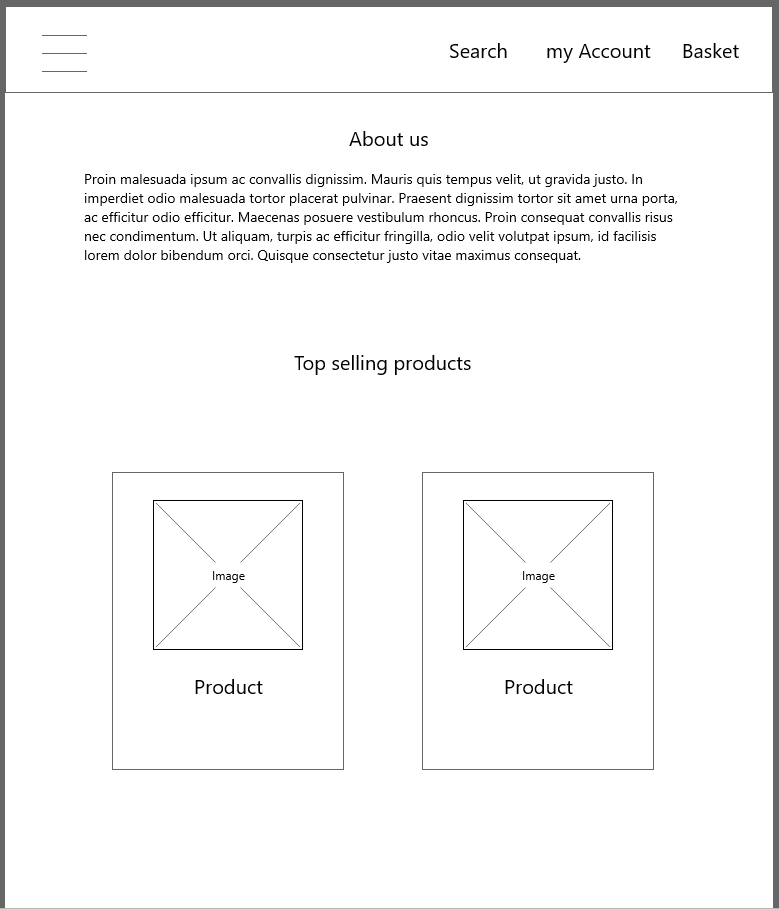 Search my Account Basket
About us
Proin malesuada ipsum ac convallis dignissim. Mauris quis tempus velit, ut gravida justo. In
imperdiet odio malesuada tortor placerat pulvinar. Praesent dignissim tortor sit amet urna porta,
ac efficitur odio efficitur. Maecenas posuere vestibulum rhoncus. Proin consequat convallis risus
nec condimentum. Ut aliquam, turpis ac efficitur fringilla, odio velit volutpat ipsum, id facilisis
lorem dolor bibendum orci. Quisque consectetur justo vitae maximus consequat.
Top selling products
Image Image
Product Product